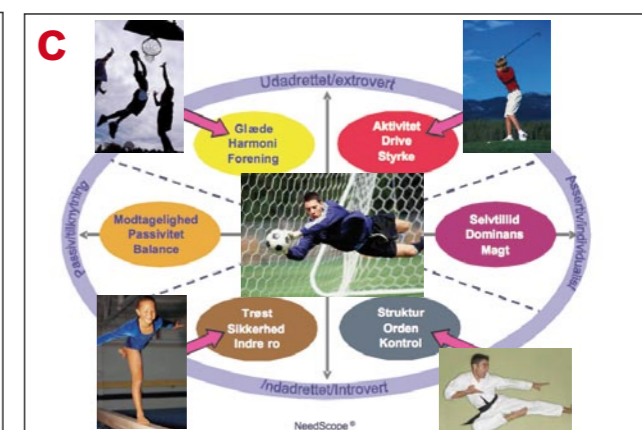 C
Udadrettet/extrovert
Glæde
Harmoni
Forening
Aktivitet
Drive
Styrke
Passiv/tilknytning
Modtagelighed
Passivitet
Balance
Selvtillid
Dominans
Magt
Assertiv/individualist
Trøst
Sikkerhed
Indre ro
Struktur
Orden
Kontrol
Indadrettet/Introvert
NeedScope®